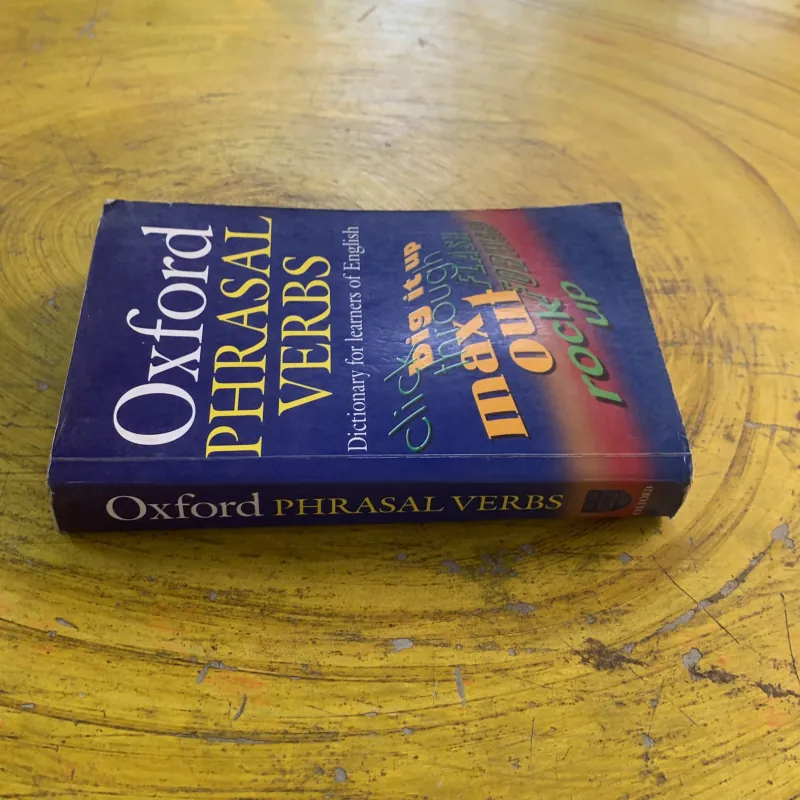 Oxford
PHRASAL
VERBS
Dictionary for learners of English
big it up
click
through
FLASH
max
out
rock
up
Oxford PHRASAL VERBS
OXFORD